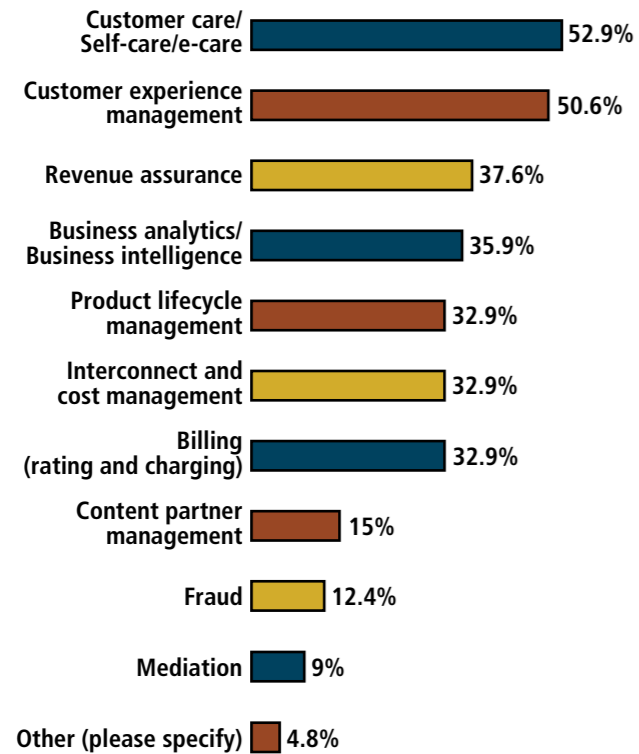 Customer care/
Self-care/e-care
52.9%
Customer experience
management
50.6%
Revenue assurance
37.6%
Business analytics/
Business intelligence
35.9%
Product lifecycle
management
32.9%
Interconnect and
cost management
32.9%
Billing
(rating and charging)
32.9%
Content partner
management
15%
Fraud
12.4%
Mediation
9%
Other (please specify)
4.8%